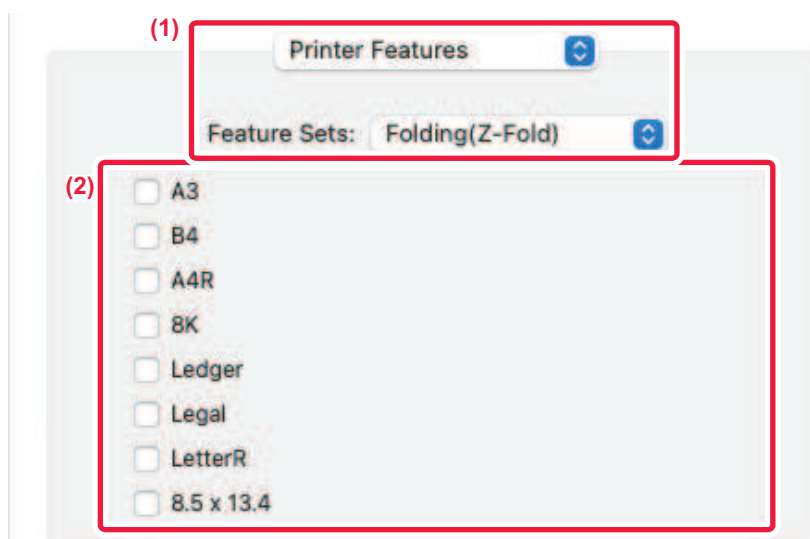 (1)
Printer Features
Feature Sets: Folding(Z-Fold)
(2)
A3
B4
A4R
8K
Ledger
Legal
LetterR
8.5 x 13.4